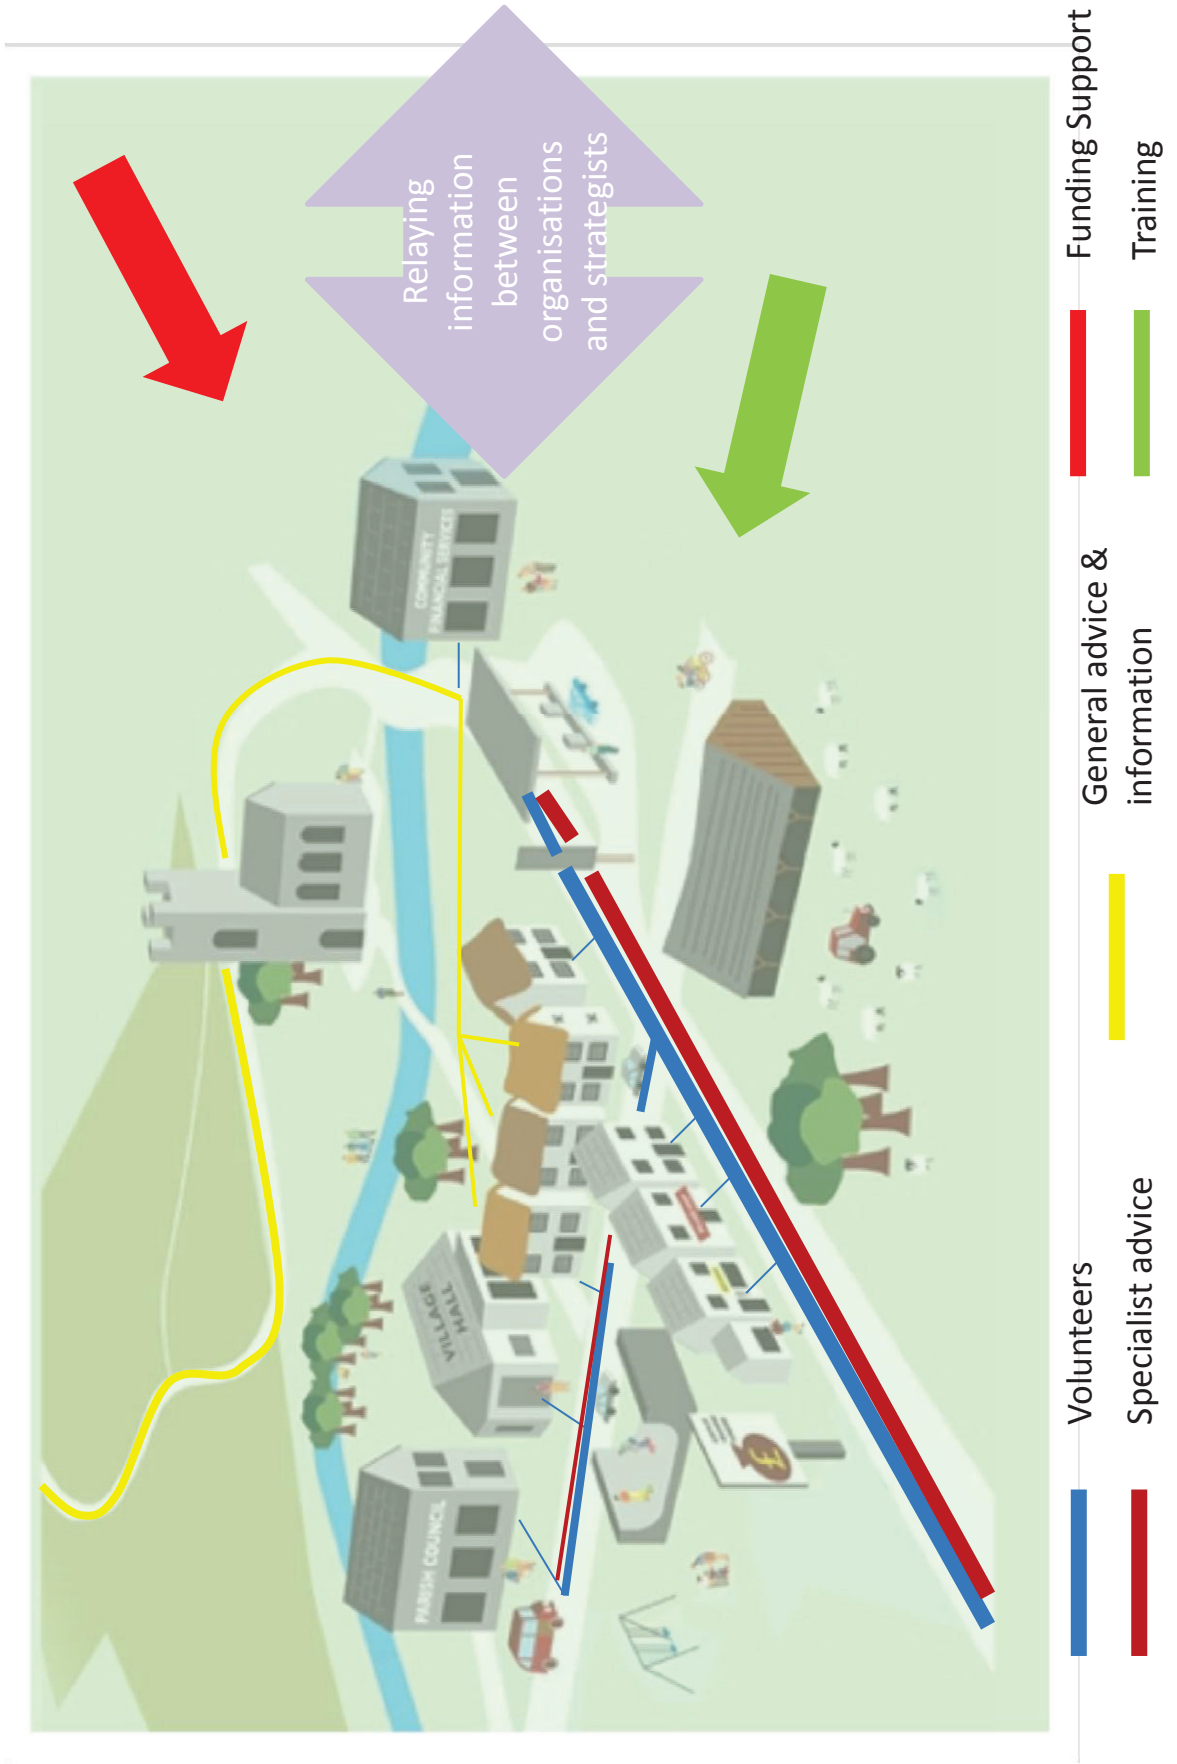 Relaying
information
between
organisations
and strategists
COMMUNITY
FINANCIAL SERVICES
VILLAGE
HALL
PARISH COUNCIL
£
Volunteers
General advice &
information
Funding Support
Specialist advice
Training